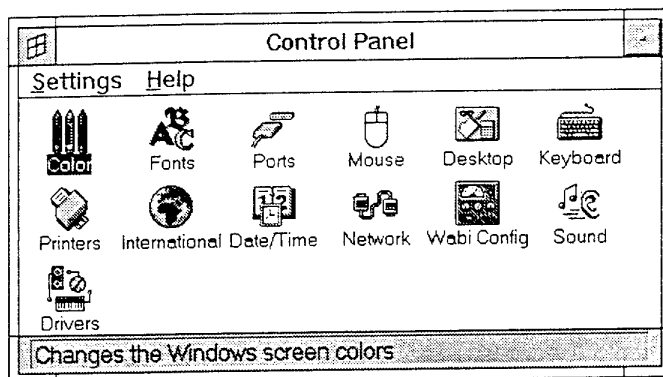 Control Panel
Settings Help
Color Fonts Ports Mouse Desktop Keyboard
Printers International Date/Time Network Wabi Config Sound
Drivers
Changes the Windows screen colors